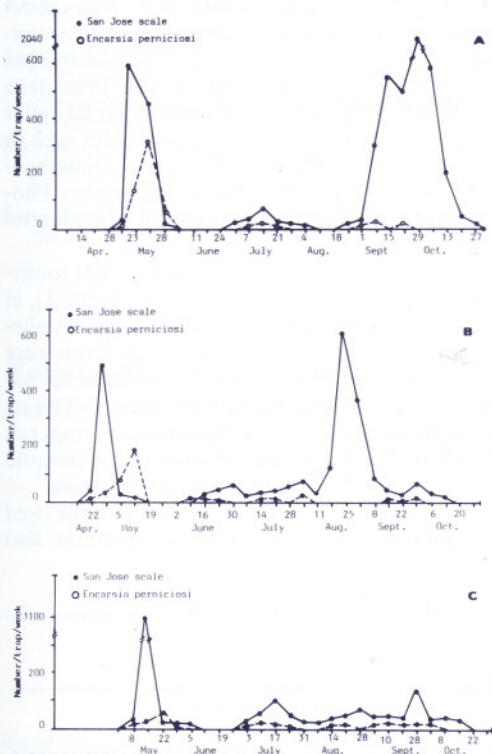 San Jose scale
Encarsia perniciosi
A
Number/trap/week
2040
600
400
200
0
14 28 23 28 11 24 7 21 4 18 1 15 29 13 27
Apr. May June July Aug. Sept. Oct.
San Jose scale
Encarsia perniciosi
B
Number/trap/week
600
400
200
0
22 5 19 2 16 30 14 28 11 25 8 22 6 20
Apr. May June July Aug. Sept. Oct.
San Jose scale
Encarsia perniciosi
C
Number/trap/week
1100
200
0
8 22 5 19 3 17 31 14 28 10 28 8 22
May June July Aug. Sept. Oct.